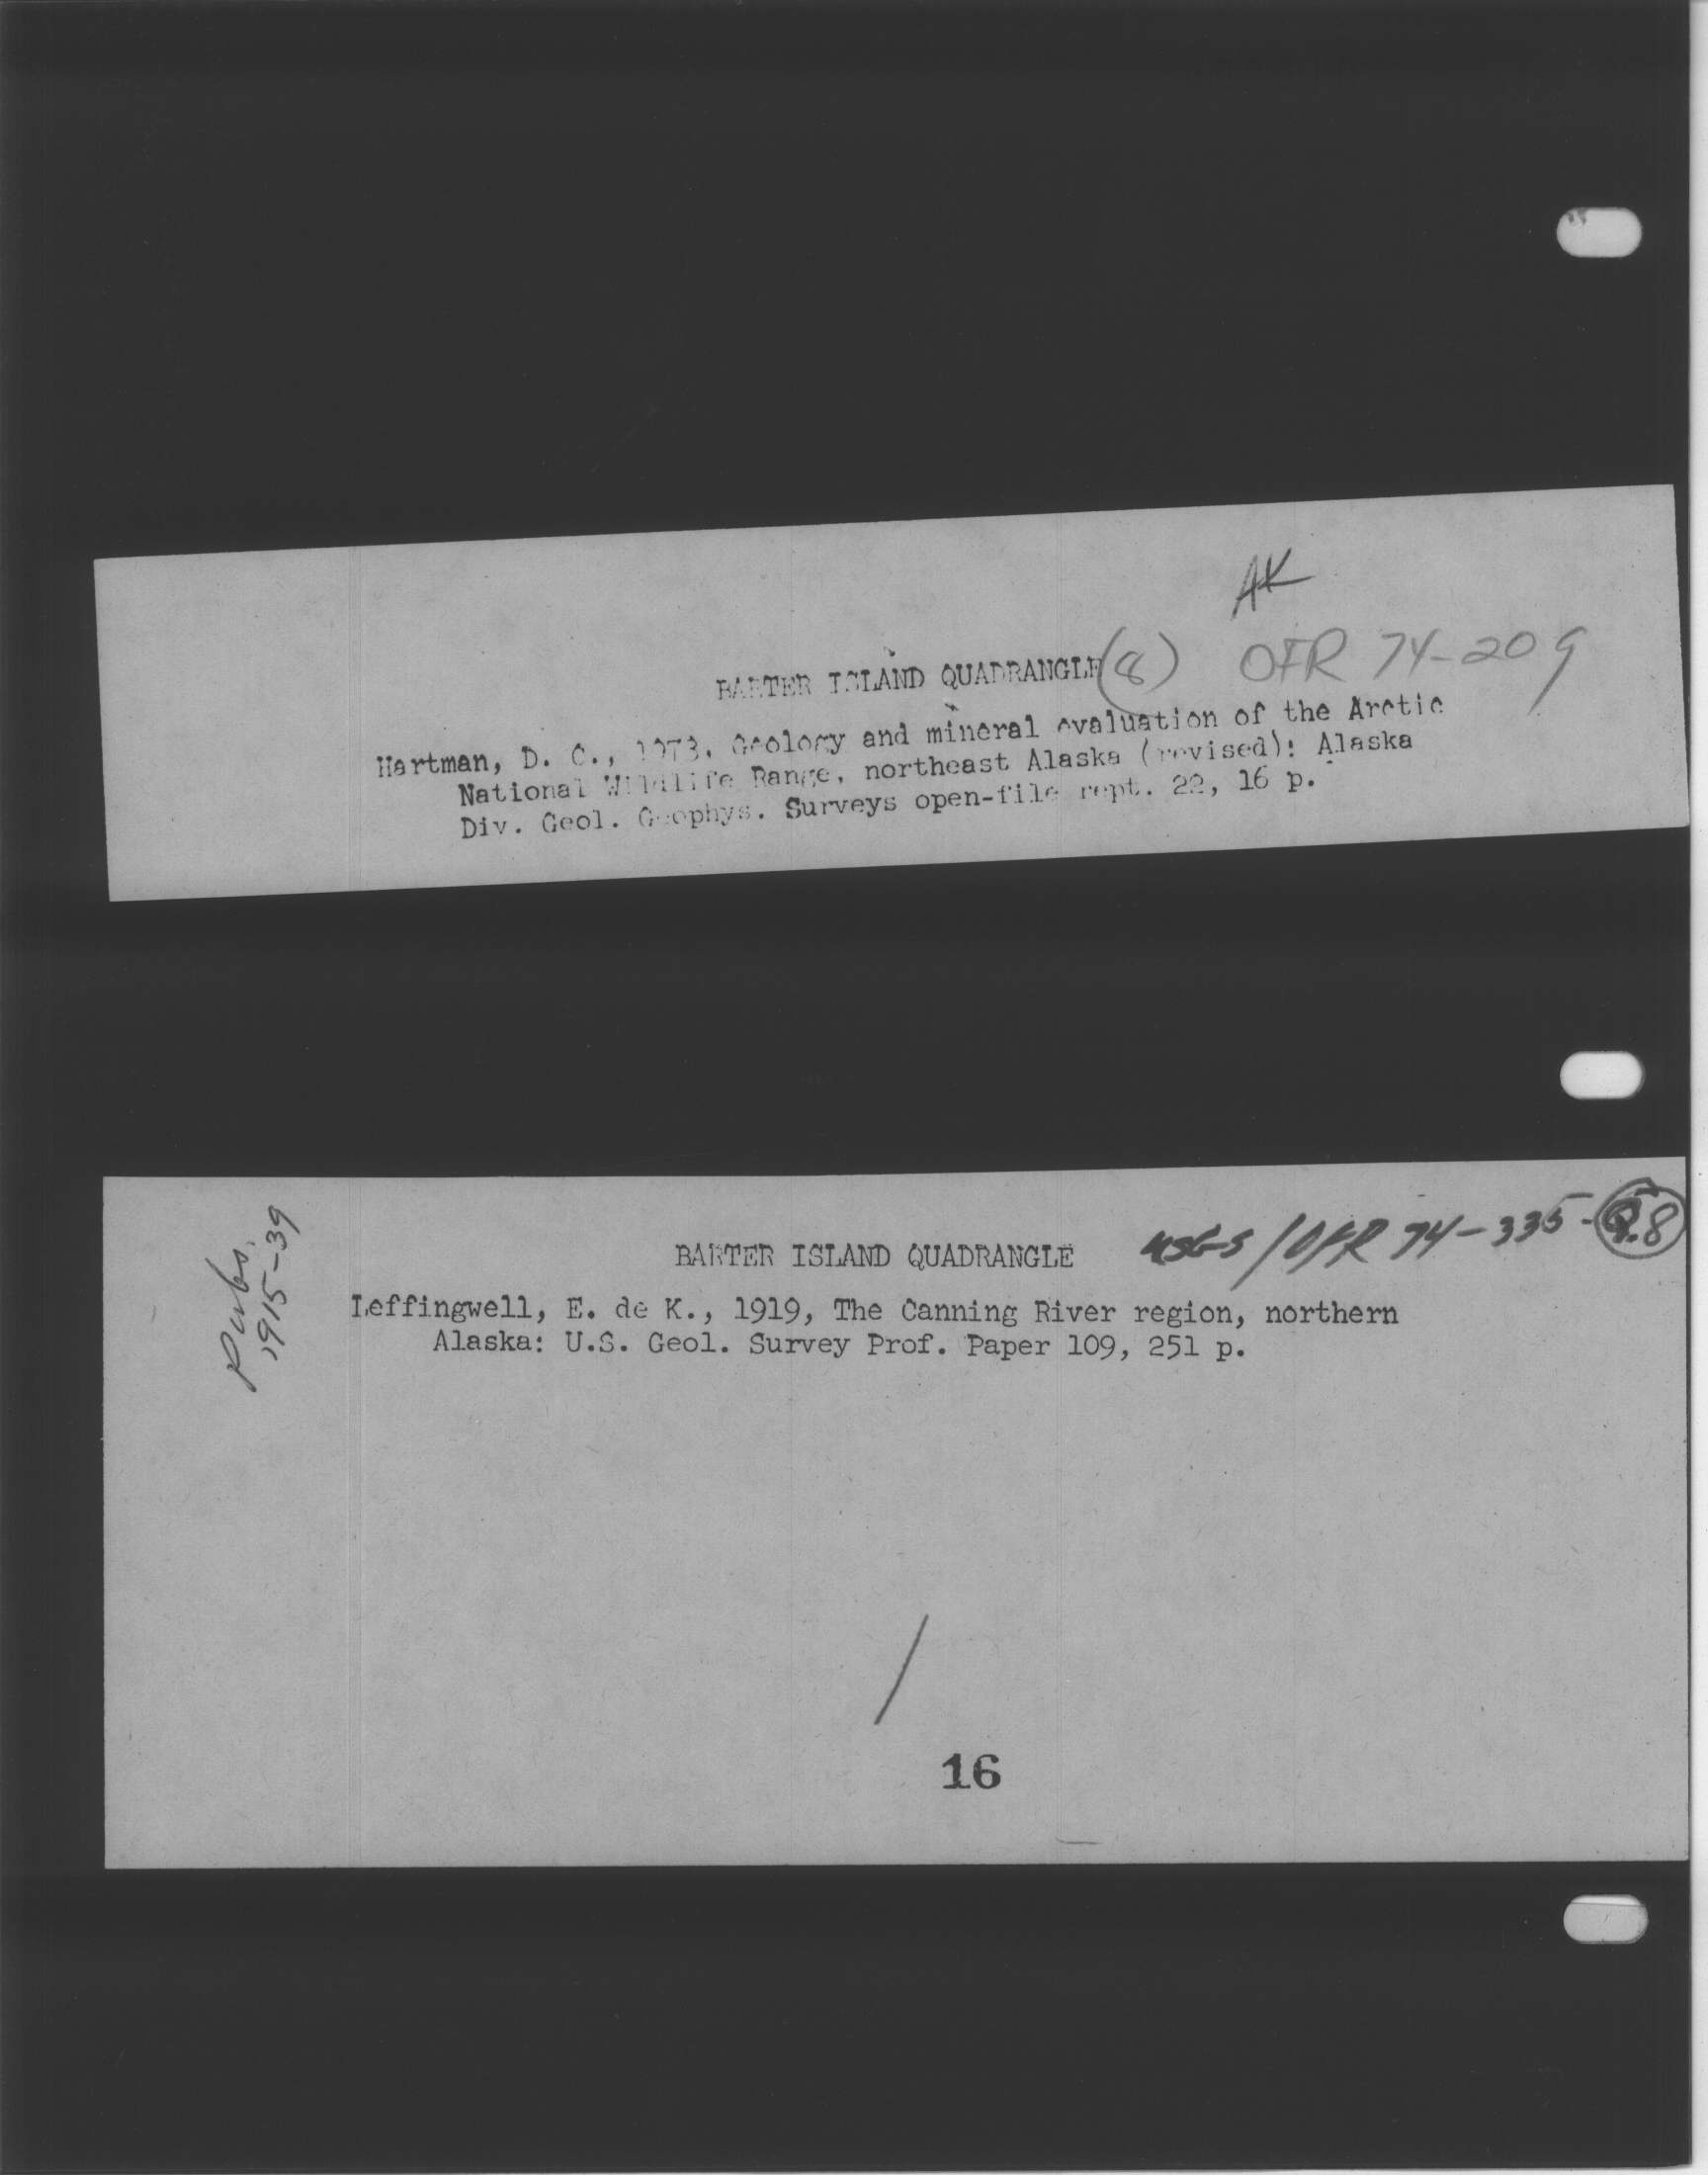 AK
BARTER ISLAND QUADRANGLE (8) OFR 74-209
Hartman, D. C., 1973, Geology and mineral evaluation of the Arctic
National Wildlife Range, northeast Alaska (revised): Alaska
Div. Geol. Geophys. Surveys open-file rept. 22, 16 p.
Pubs.
1915-39
BARTER ISLAND QUADRANGLE USGS/OFR 74-335- P.8
Leffingwell, E. de K., 1919, The Canning River region, northern
Alaska: U.S. Geol. Survey Prof. Paper 109, 251 p.
/
16